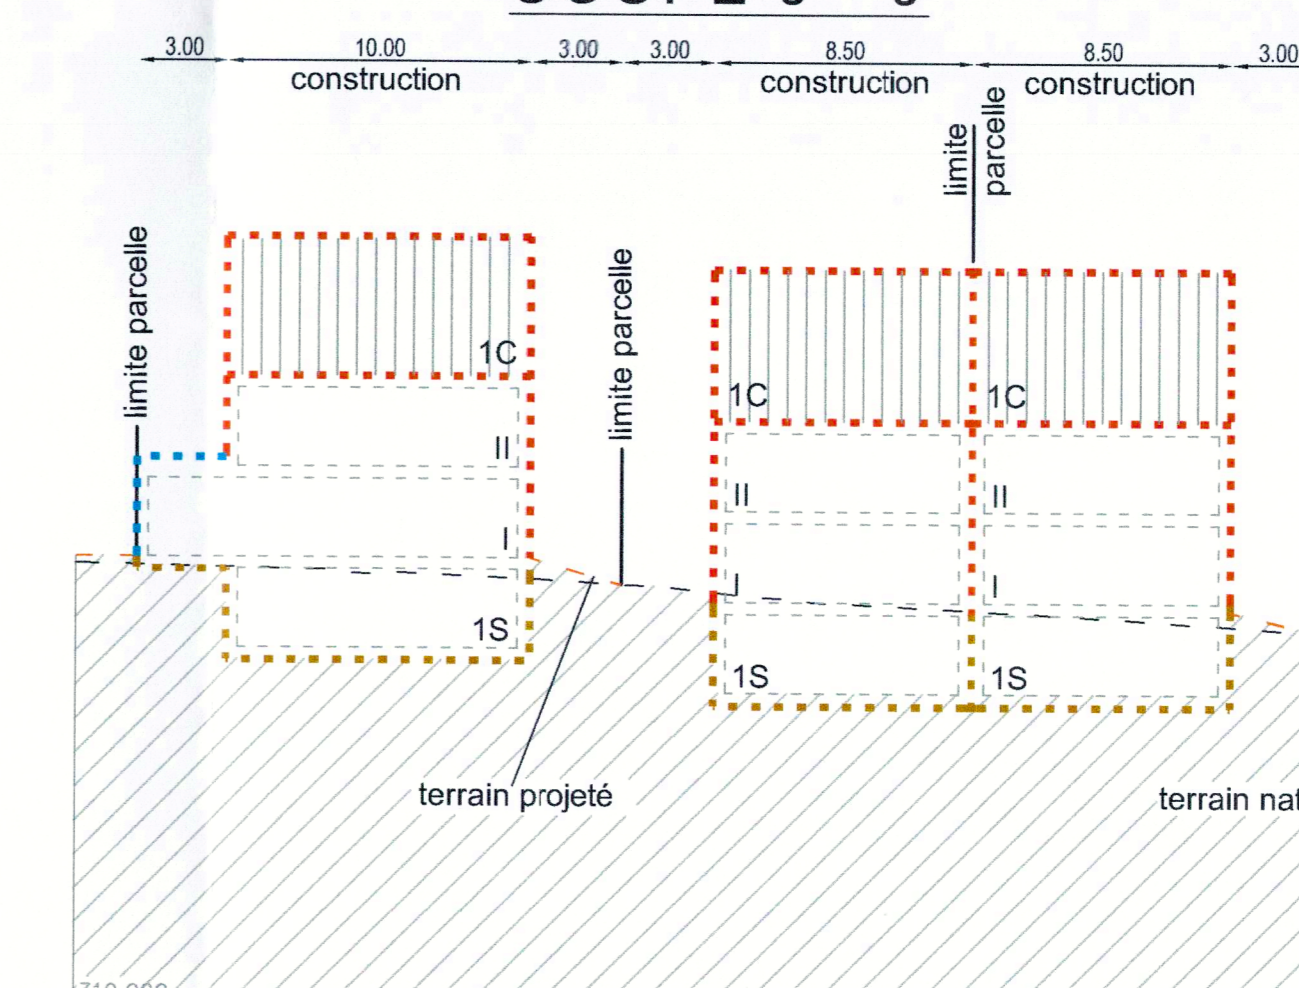 3.00 10.00 3.00 3.00 8.50 8.50 3.00
construction construction construction
limite parcelle
limite parcelle
limite
parcelle
1C
II
I
1S
1C 1C
II II
I I
1S 1S
terrain projeté
terrain